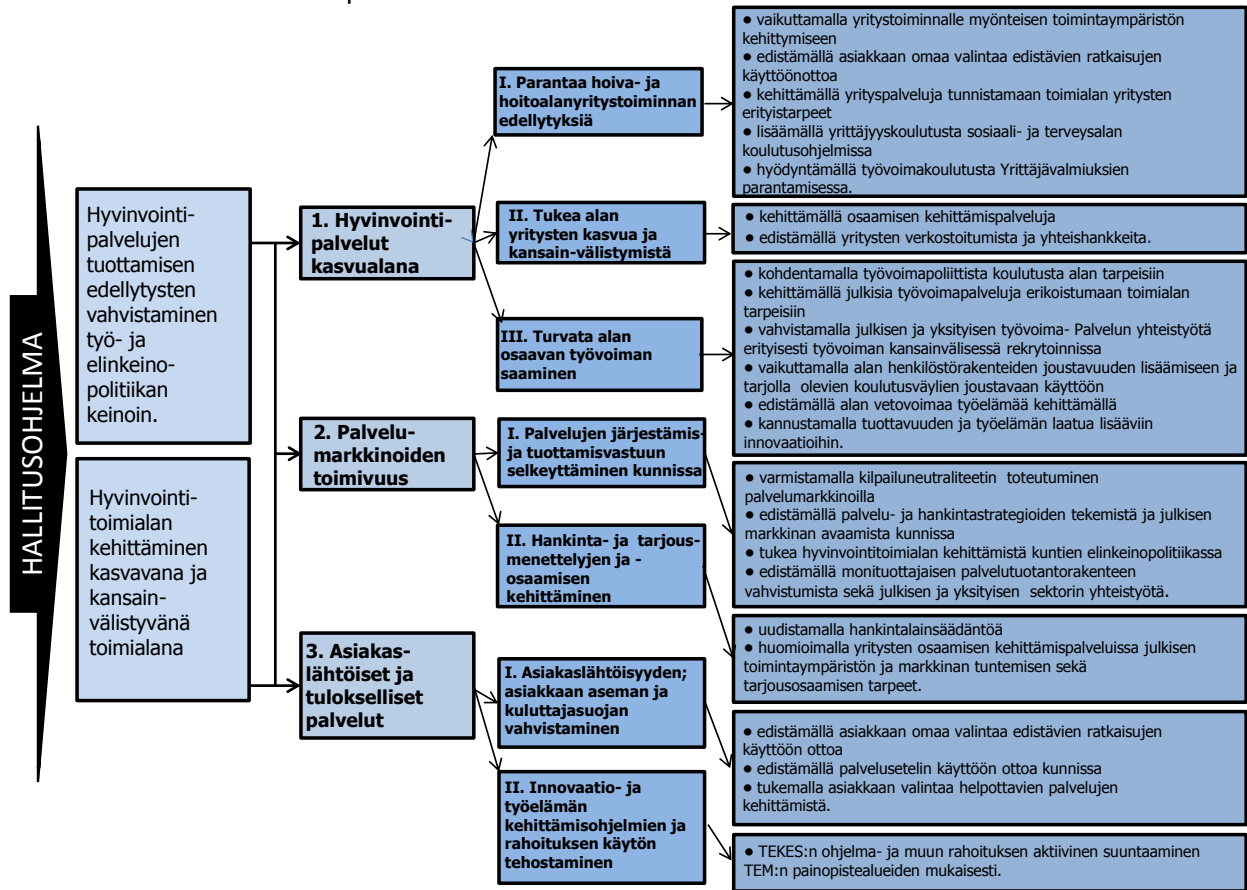 HALLITUSOHJELMA
Hyvinvointi-
palvelujen
tuottamisen
edellytysten
vahvistaminen
työ- ja
elinkeino-
politiikan
keinoin.
Hyvinvointi-
toimialan
kehittäminen
kasvavana ja
kansain-
välistyvänä
toimialana
1. Hyvinvointi-
palvelut
kasvualana
2. Palvelu-
markkinoiden
toimivuus
3. Asiakas-
lähtöiset ja
tulokselliset
palvelut
I. Parantaa hoiva- ja
hoitoalanyritystoiminnan
edellytyksiä
II. Tukea alan
yritysten kasvua ja
kansain-välistymistä
III. Turvata alan
osaavan työvoiman
saaminen
I. Palvelujen järjestämis-
ja tuottamisvastuun
selkeyttäminen kunnissa
II. Hankinta- ja tarjous-
menettelyjen ja -
osaamisen
kehittäminen
I. Asiakaslähtöisyyden;
asiakkaan aseman ja
kuluttajasuojan
vahvistaminen
II. Innovaatio- ja
työelämän
kehittämisohjelmien ja
rahoituksen käytön
tehostaminen
● vaikuttamalla yritystoiminnalle myönteisen toimintaympäristön
kehittymiseen
● edistämällä asiakkaan omaa valintaa edistävien ratkaisujen
käyttöönottoa
● kehittämällä yrityspalveluja tunnistamaan toimialan yritysten
erityistarpeet
● lisäämällä yrittäjyyskoulutusta sosiaali- ja terveysalan
koulutusohjelmissa
● hyödyntämällä työvoimakoulutusta Yrittäjävalmiuksien
parantamisessa.
● kehittämällä osaamisen kehittämispalveluja
● edistämällä yritysten verkostoitumista ja yhteishankkeita.
● kohdentamalla työvoimapoliittista koulutusta alan tarpeisiin
● kehittämällä julkisia työvoimapalveluja erikoistumaan toimialan
tarpeisiin
● vahvistamalla julkisen ja yksityisen työvoima- Palvelun yhteistyötä
erityisesti työvoiman kansainvälisessä rekrytoinnissa
● vaikuttamalla alan henkilöstörakenteiden joustavuuden lisäämiseen ja
tarjolla olevien koulutusväylien joustavaan käyttöön
● edistämällä alan vetovoimaa työelämää kehittämällä
● kannustamalla tuottavuuden ja työelämän laatua lisääviin
innovaatioihin.
● varmistamalla kilpailuneutraliteetin toteutuminen
palvelumarkkinoilla
● edistämällä palvelu- ja hankintastrategioiden tekemistä ja julkisen
markkinan avaamista kunnissa
● tukea hyvinvointitoimialan kehittämistä kuntien elinkeinopolitiikassa
● edistämällä monituottajaisen palvelutuotantorakenteen
vahvistumista sekä julkisen ja yksityisen sektorin yhteistyötä.
● uudistamalla hankintalainsäädäntöä
● huomioimalla yritysten osaamisen kehittämispalveluissa julkisen
toimintaympäristön ja markkinan tuntemisen sekä
tarjousosaamisen tarpeet.
● edistämällä asiakkaan omaa valintaa edistävien ratkaisujen
käyttöön ottoa
● edistämällä palvelusetelin käyttöön ottoa kunnissa
● tukemalla asiakkaan valintaa helpottavien palvelujen
kehittämistä.
● TEKES:n ohjelma- ja muun rahoituksen aktiivinen suuntaaminen
TEM:n painopistealueiden mukaisesti.